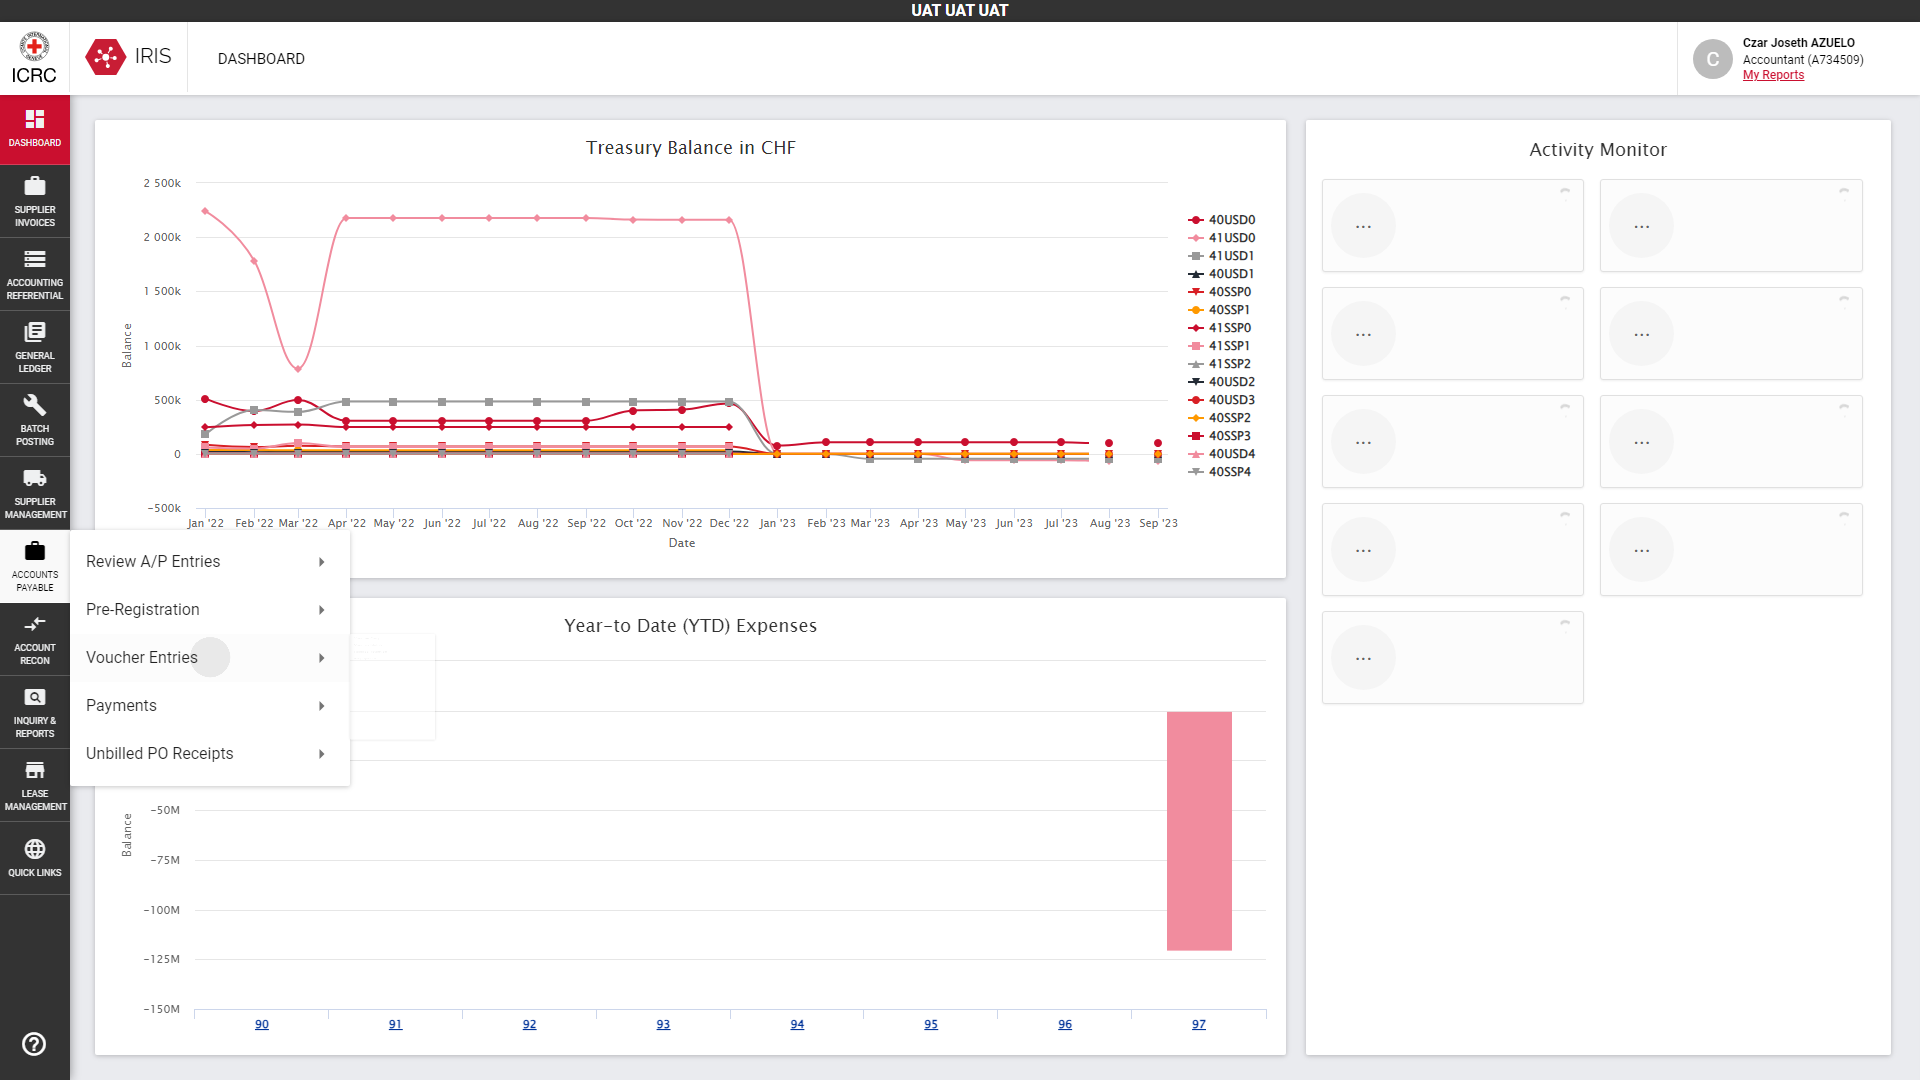 UAT UAT UAT
ICRC
IRIS
DASHBOARD
C
Czar Joseth AZUELO
Accountant (A734509)
My Reports
DASHBOARD
SUPPLIER
INVOICES
ACCOUNTING
REFERENTIAL
GENERAL
LEDGER
BATCH
POSTING
SUPPLIER
MANAGEMENT
ACCOUNTS
PAYABLE
ACCOUNT
RECON
INQUIRY &
REPORTS
LEASE
MANAGEMENT
QUICK LINKS
Review A/P Entries
Pre-Registration
Voucher Entries
Payments
Unbilled PO Receipts
Treasury Balance in CHF
Balance
2 500k
2 000k
1 500k
1 000k
500k
0
-500k
Jan '22 Feb '22 Mar '22 Apr '22 May '22 Jun '22 Jul '22 Aug '22 Sep '22 Oct '22 Nov '22 Dec '22 Jan '23 Feb '23 Mar '23 Apr '23 May '23 Jun '23 Jul '23 Aug '23 Sep '23
Date
40USD0
41USD0
41USD1
40USD1
40SSP0
40SSP1
41SSP0
41SSP1
41SSP2
40USD2
40USD3
40SSP2
40SSP3
40USD4
40SSP4
Year-to Date (YTD) Expenses
Balance
-50M
-75M
-100M
-125M
-150M
90 91 92 93 94 95 96 97
Activity Monitor
... ...
... ...
... ...
... ...
...